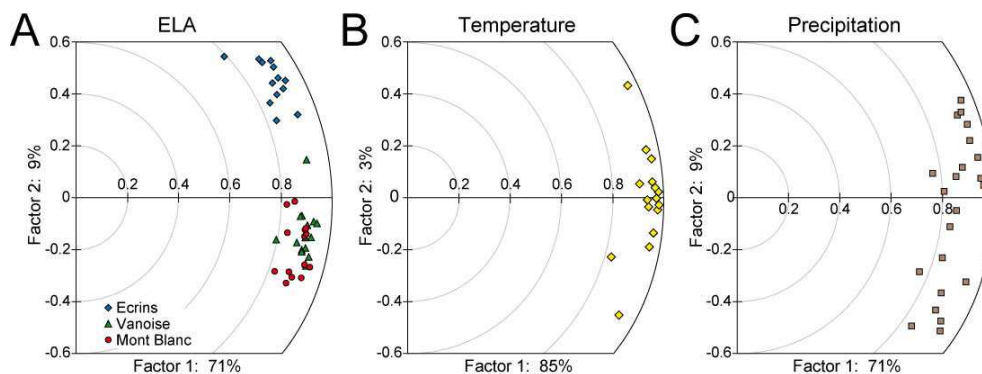 A
ELA
0.6
0.4
0.2
0
-0.2
-0.4
-0.6
0.2
0.4
0.6
0.8
Factor 2: 9%
Ecrins
Vanoise
Mont Blanc
Factor 1: 71%
B
Temperature
0.6
0.4
0.2
0
-0.2
-0.4
-0.6
0.2
0.4
0.6
0.8
Factor 2: 3%
Factor 1: 85%
C
Precipitation
0.6
0.4
0.2
0
-0.2
-0.4
-0.6
0.2
0.4
0.6
0.8
Factor 2: 9%
Factor 1: 71%